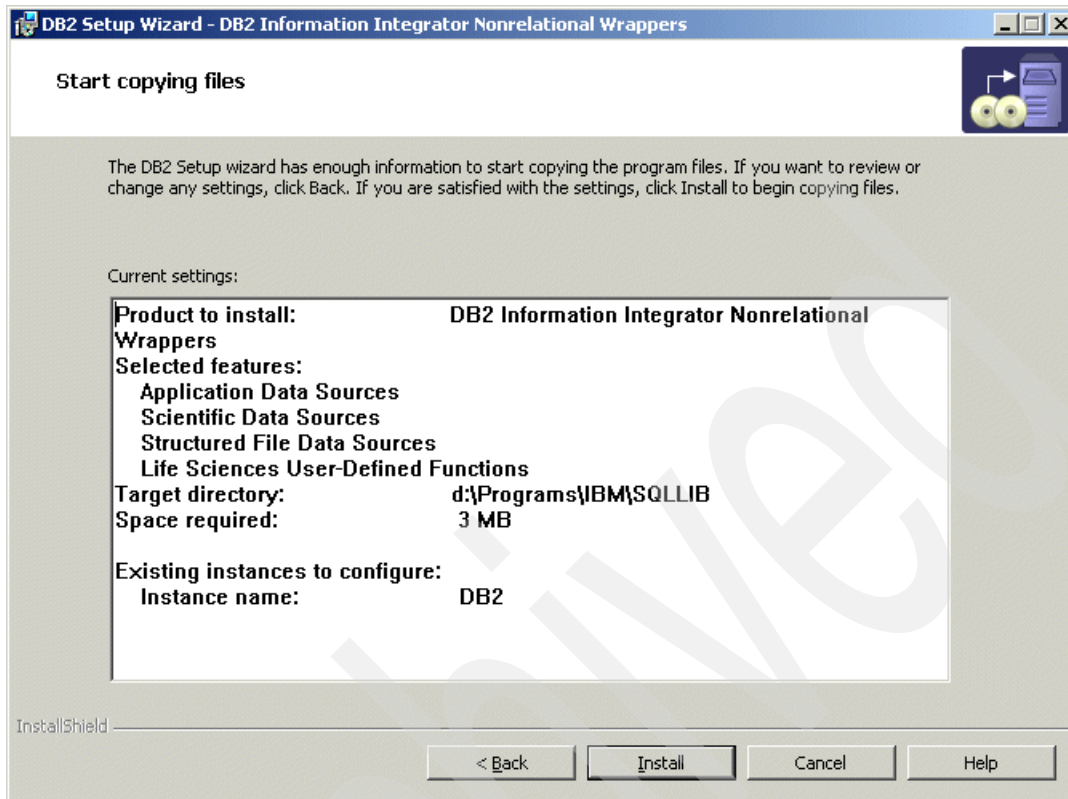 DB2 Setup Wizard - DB2 Information Integrator Nonrelational Wrappers
Start copying files
The DB2 Setup wizard has enough information to start copying the program files. If you want to review or
change any settings, click Back. If you are satisfied with the settings, click Install to begin copying files.
Current settings:
Product to install: DB2 Information Integrator Nonrelational
Wrappers
Selected features:
Application Data Sources
Scientific Data Sources
Structured File Data Sources
Life Sciences User-Defined Functions
Target directory: d:\Programs\IBM\SQLLIB
Space required: 3 MB
Existing instances to configure:
Instance name: DB2
InstallShield
< Back Install Cancel Help